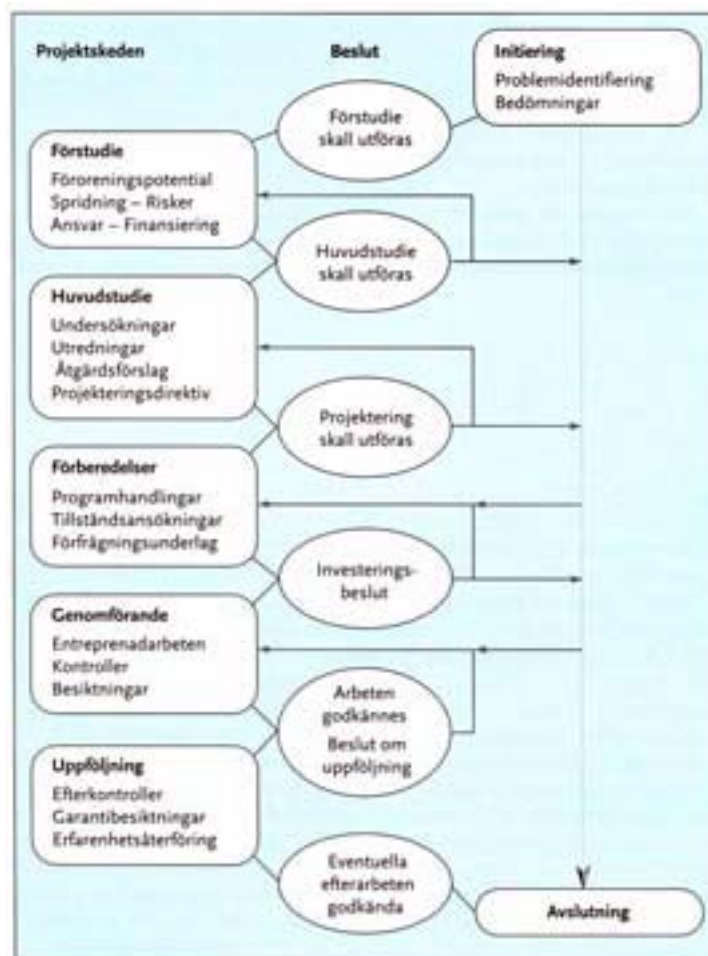 Projektskeden
Beslut
Initiering
Problemidentifiering
Bedömningar
Förstudie
skall utföras
Förstudie
Föroreningspotential
Spridning – Risker
Ansvar – Finansiering
Huvudstudie
skall utföras
Huvudstudie
Undersökningar
Utredningar
Åtgärdsförslag
Projekteringsdirektiv
Projektering
skall utföras
Förberedelser
Programhandlingar
Tillståndsansökningar
Förfrågningsunderlag
Investerings-
beslut
Genomförande
Entreprenadarbeten
Kontroller
Besiktningar
Arbeten
godkännes
Beslut om
uppföljning
Uppföljning
Efterkontroller
Garantibesiktningar
Erfarenhetsåterföring
Eventuella
efterarbeten
godkända
Avslutning